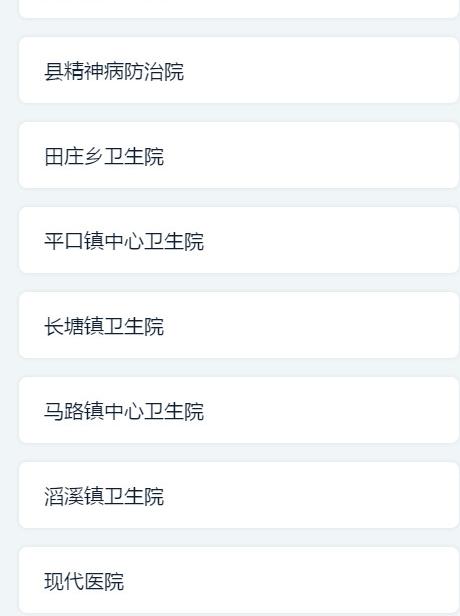 县精神病防治院
田庄乡卫生院
平口镇中心卫生院
长塘镇卫生院
马路镇中心卫生院
滔溪镇卫生院
现代医院